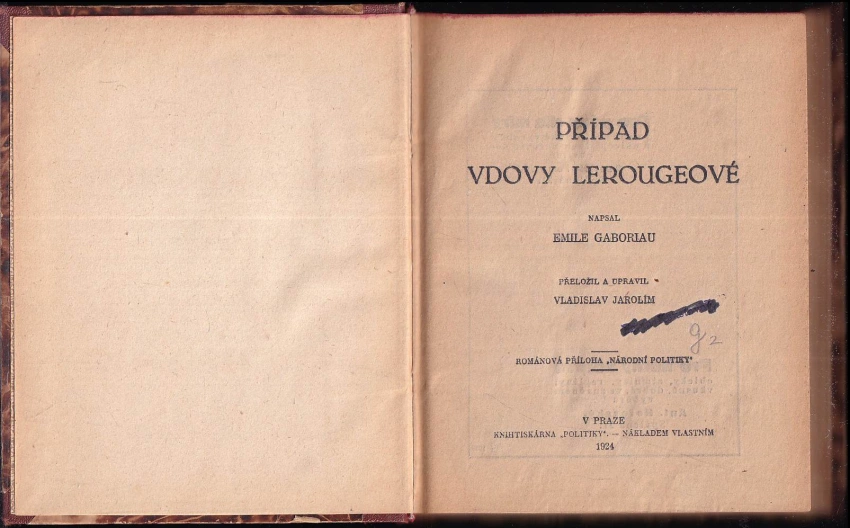 PŘÍPAD
VDOVY LEROUGEOVÉ
NAPSAL
EMILE GABORIAU
PŘELOŽIL A UPRAVIL
VLADISLAV JAROLÍM
g2
ROMÁNOVÁ PŘÍLOHA „NÁRODNÍ POLITIKY“
V PRAZE
KNIHTISKÁRNA „POLITIKY“. — NÁKLADEM VLASTNÍM
1924